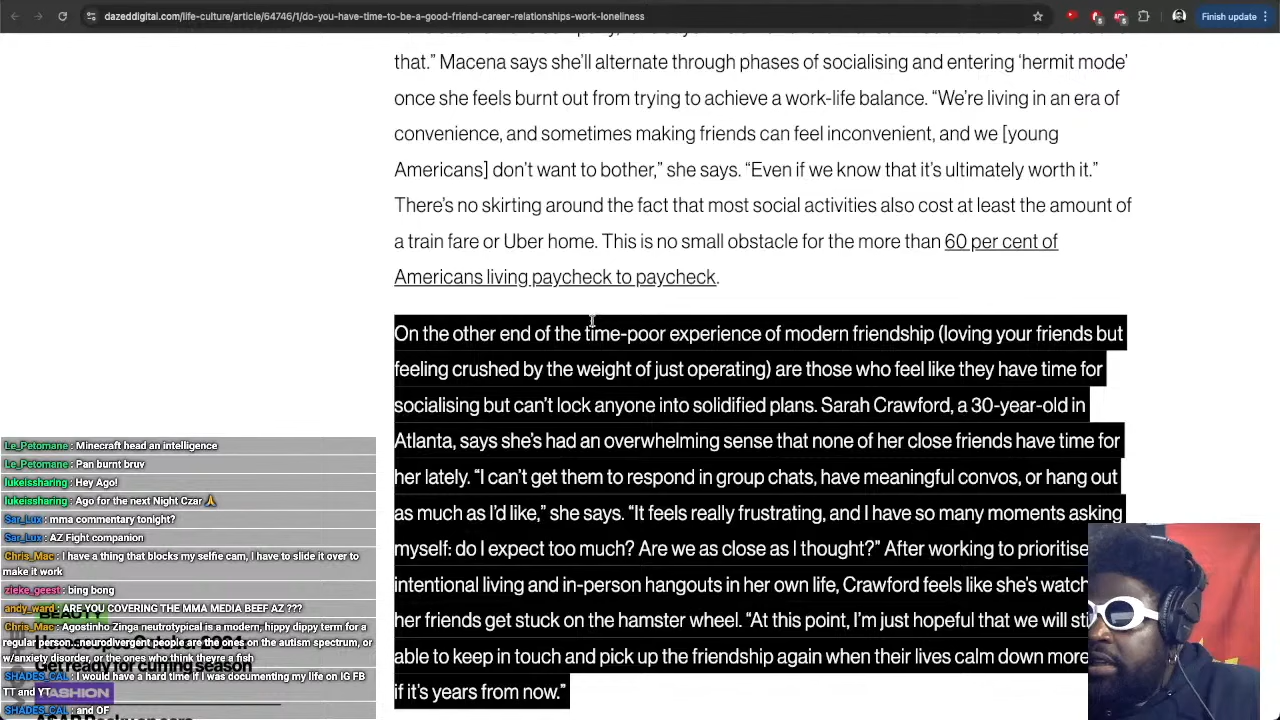 dazeddigital.com/life-culture/article/64746/1/do-you-have-time-to-be-a-good-friend-career-relationships-work-loneliness
Finish update
that.” Macena says she’ll alternate through phases of socialising and entering ‘hermit mode’
once she feels burnt out from trying to achieve a work-life balance. “We’re living in an era of
convenience, and sometimes making friends can feel inconvenient, and we [young
Americans] don’t want to bother,” she says. “Even if we know that it’s ultimately worth it.”
There’s no skirting around the fact that most social activities also cost at least the amount of
a train fare or Uber home. This is no small obstacle for the more than 60 per cent of
Americans living paycheck to paycheck.
On the other end of the time-poor experience of modern friendship (loving your friends but
feeling crushed by the weight of just operating) are those who feel like they have time for
socialising but can’t lock anyone into solidified plans. Sarah Crawford, a 30-year-old in
Atlanta, says she’s had an overwhelming sense that none of her close friends have time for
her lately. “I can’t get them to respond in group chats, have meaningful convos, or hang out
as much as I’d like,” she says. “It feels really frustrating, and I have so many moments asking
myself: do I expect too much? Are we as close as I thought?” After working to prioritise
intentional living and in-person hangouts in her own life, Crawford feels like she’s watch
her friends get stuck on the hamster wheel. “At this point, I’m just hopeful that we will sti
able to keep in touch and pick up the friendship again when their lives calm down more
if it’s years from now.”
Le_Petomane : Minecraft head an intelligence
Le_Petomane : Pan burnt bruv
lukeissharing : Hey Ago!
lukeissharing : Ago for the next Night Czar 🙏
Sar_Lux : mma commentary tonight?
Sar_Lux : AZ Fight companion
Chris_Mac : I have a thing that blocks my selfie cam, I have to slide it over to
make it work
zieke_geest : bing bong
andy_ward : ARE YOU COVERING THE MMA MEDIA BEEF AZ ???
BEAUTY
Chris_Mac : Agostinho Zinga neutrotypical is a modern, hippy dippy term for a
regular person...neurodivergent people are the ones on the autism spectrum, or
w/anxiety disorder, or the ones who think theyre a fish
Get ready for cuffing season
SHADES_CAL : I would have a hard time if I was documenting my life on IG FB
TT and YT
FASHION
SHADES_CAL : and OF